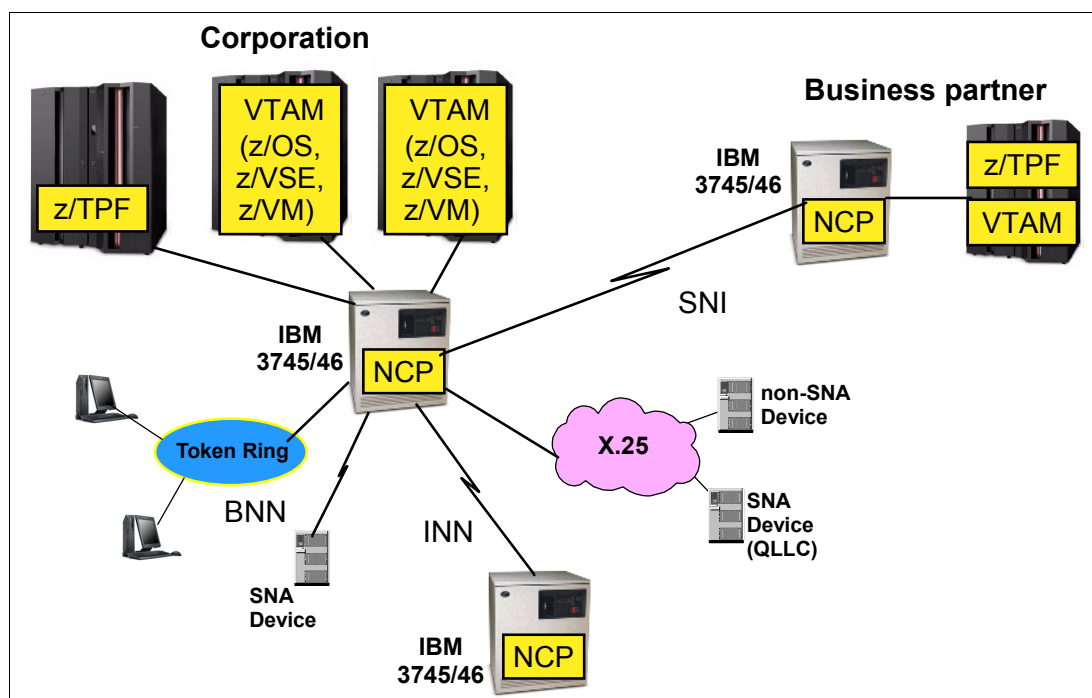 Corporation
VTAM
(z/OS,
z/VSE,
z/VM)
VTAM
(z/OS,
z/VSE,
z/VM)
z/TPF
Business partner
IBM
3745/46
NCP
z/TPF
VTAM
SNI
IBM
3745/46
NCP
Token Ring
BNN
SNA
Device
INN
X.25
non-SNA
Device
SNA
Device
(QLLC)
IBM
3745/46
NCP